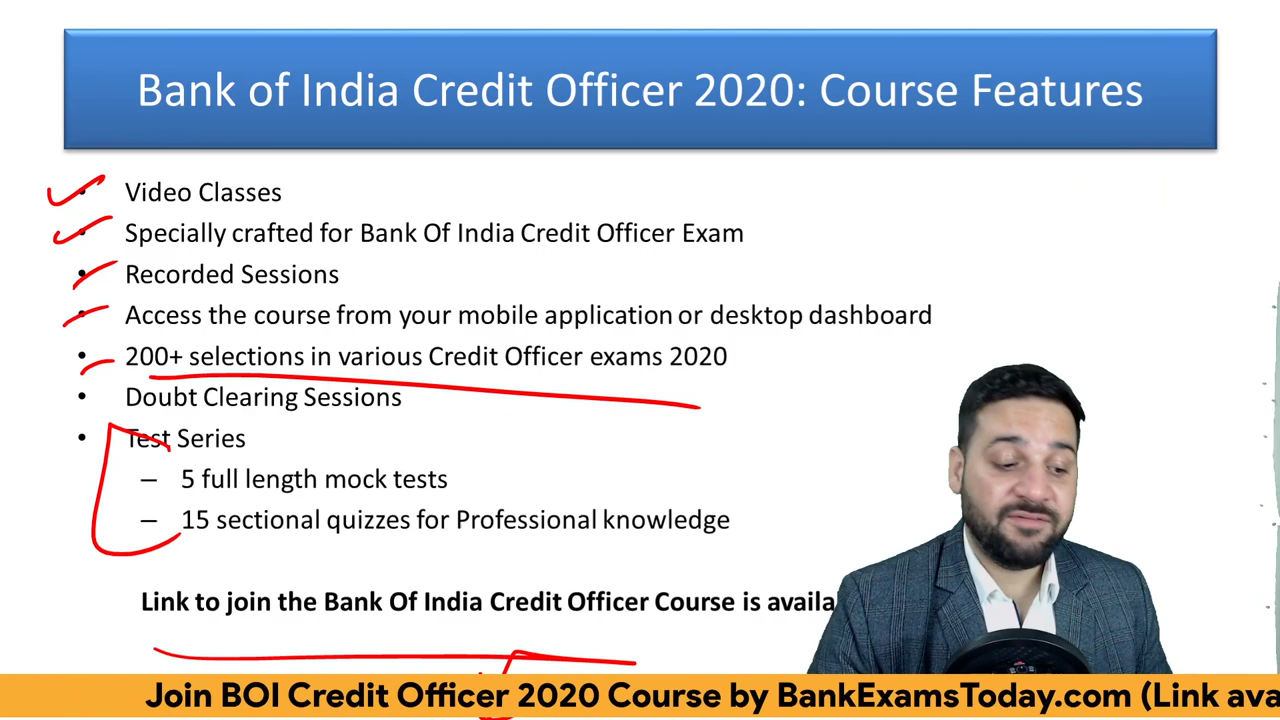 Bank of India Credit Officer 2020: Course Features
• Video Classes
• Specially crafted for Bank Of India Credit Officer Exam
• Recorded Sessions
• Access the course from your mobile application or desktop dashboard
• 200+ selections in various Credit Officer exams 2020
• Doubt Clearing Sessions
• Test Series
– 5 full length mock tests
– 15 sectional quizzes for Professional knowledge
Link to join the Bank Of India Credit Officer Course is
Join BOI Credit Officer 2020 Course by BankExamsToday.com (Link